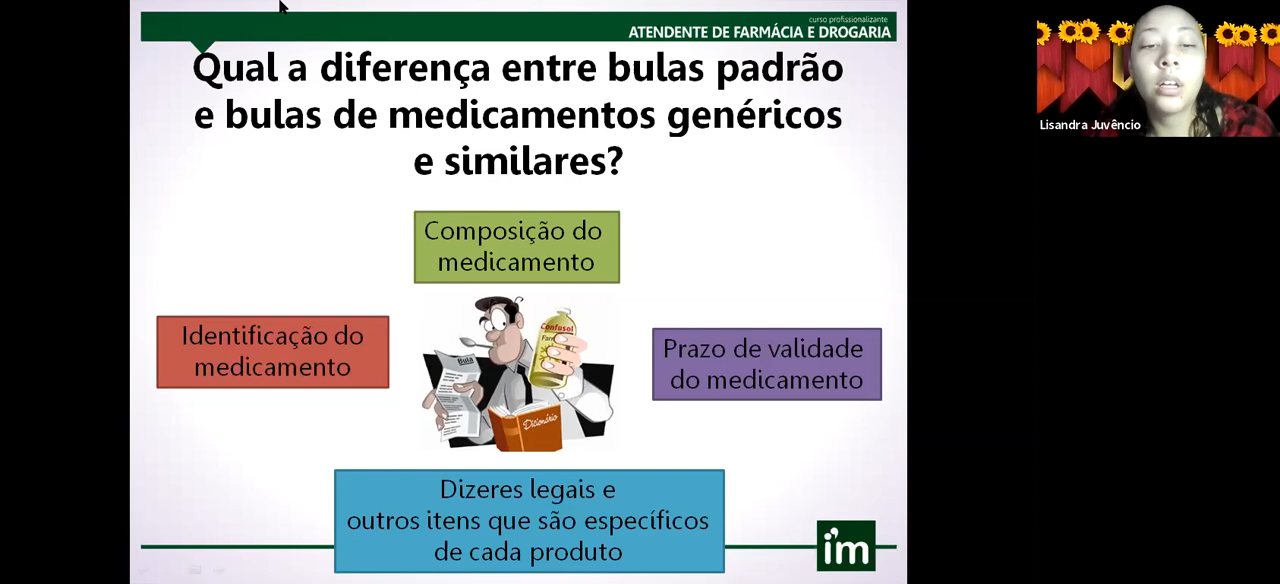 curso profissionalizante
ATENDENTE DE FARMÁCIA E DROGARIA
Qual a diferença entre bulas padrão
e bulas de medicamentos genéricos
e similares?
Lisandra Juvêncio
Composição do
medicamento
Identificação do
medicamento
Confusol
Bula
Dicionário
Prazo de validade
do medicamento
Dizeres legais e
outros itens que são específicos
de cada produto
i'm